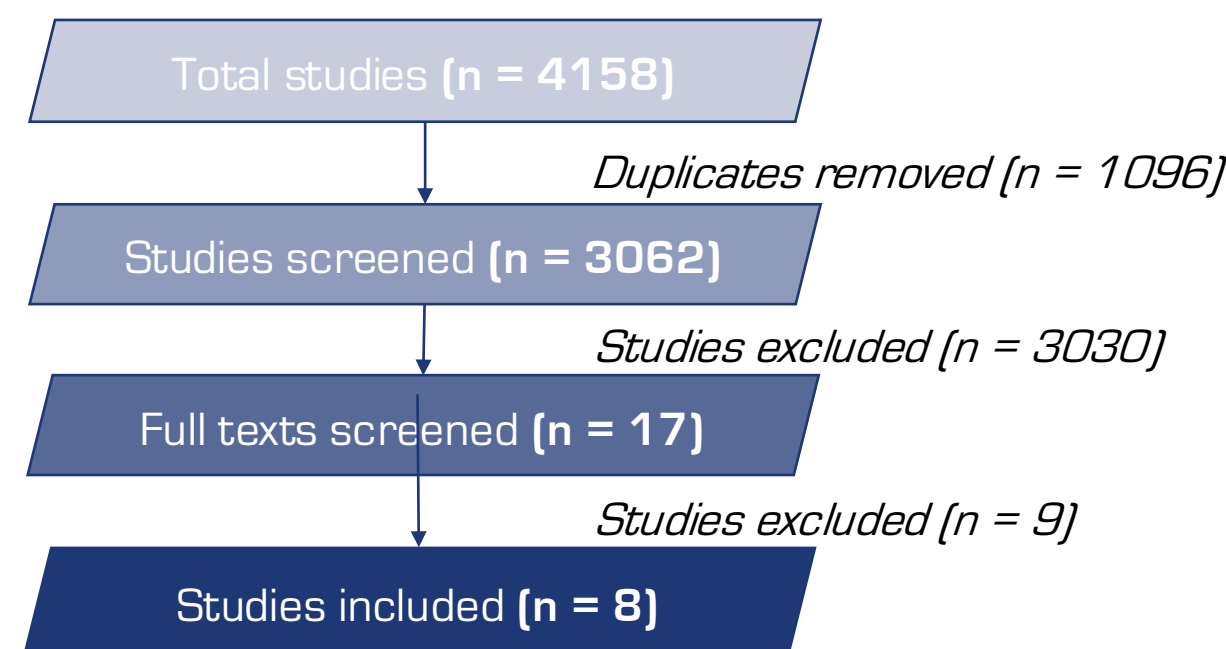 Total studies (n = 4158)
Duplicates removed (n = 1096)
Studies screened (n = 3062)
Studies excluded (n = 3030)
Full texts screened (n = 17)
Studies excluded (n = 9)
Studies included (n = 8)